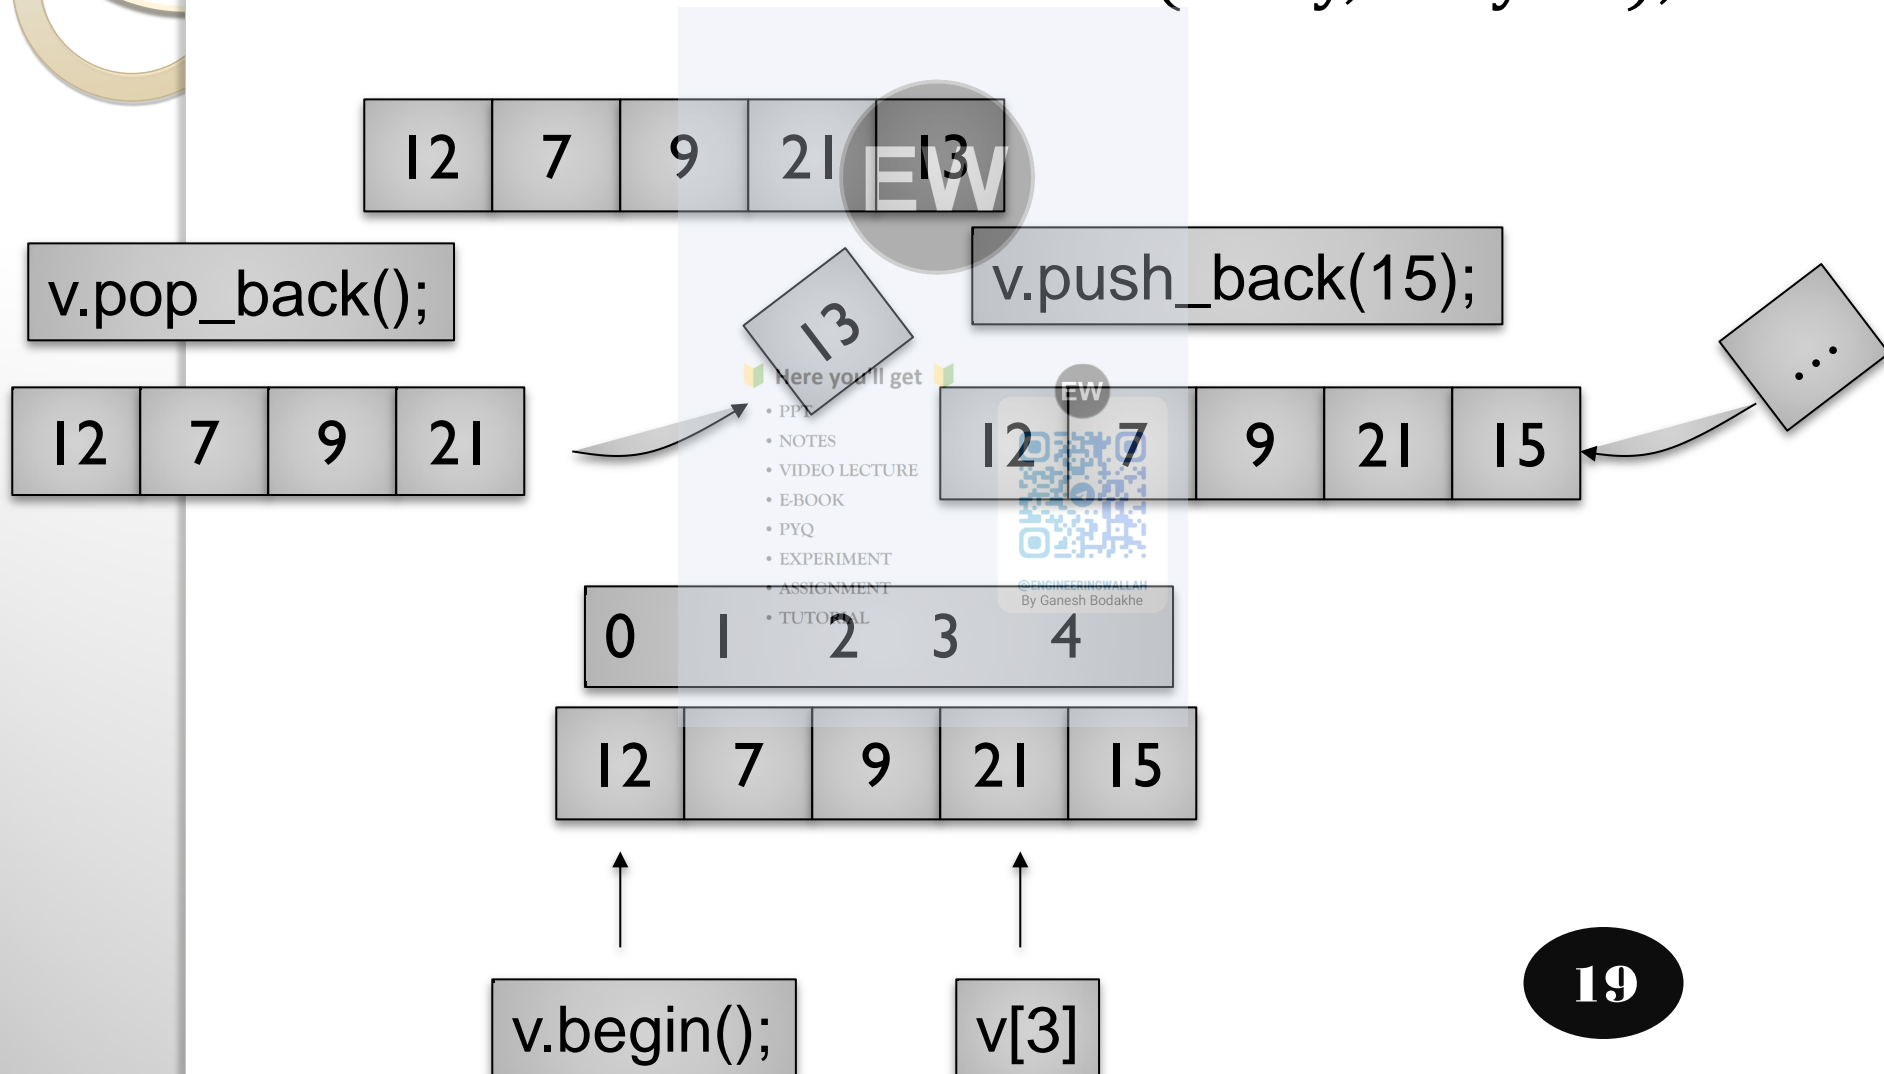 12 7 9 21 13
EW
v.pop_back();
v.push_back(15);
13
...
Here you'll get
• PPT
• NOTES
• VIDEO LECTURE
• E-BOOK
• PYQ
• EXPERIMENT
• ASSIGNMENT
• TUTORIAL
EW
@ENGINEERINGWALLAH
By Ganesh Bodakhe
12 7 9 21
12 7 9 21 15
0 1 2 3 4
12 7 9 21 15
v.begin();
v[3]
19